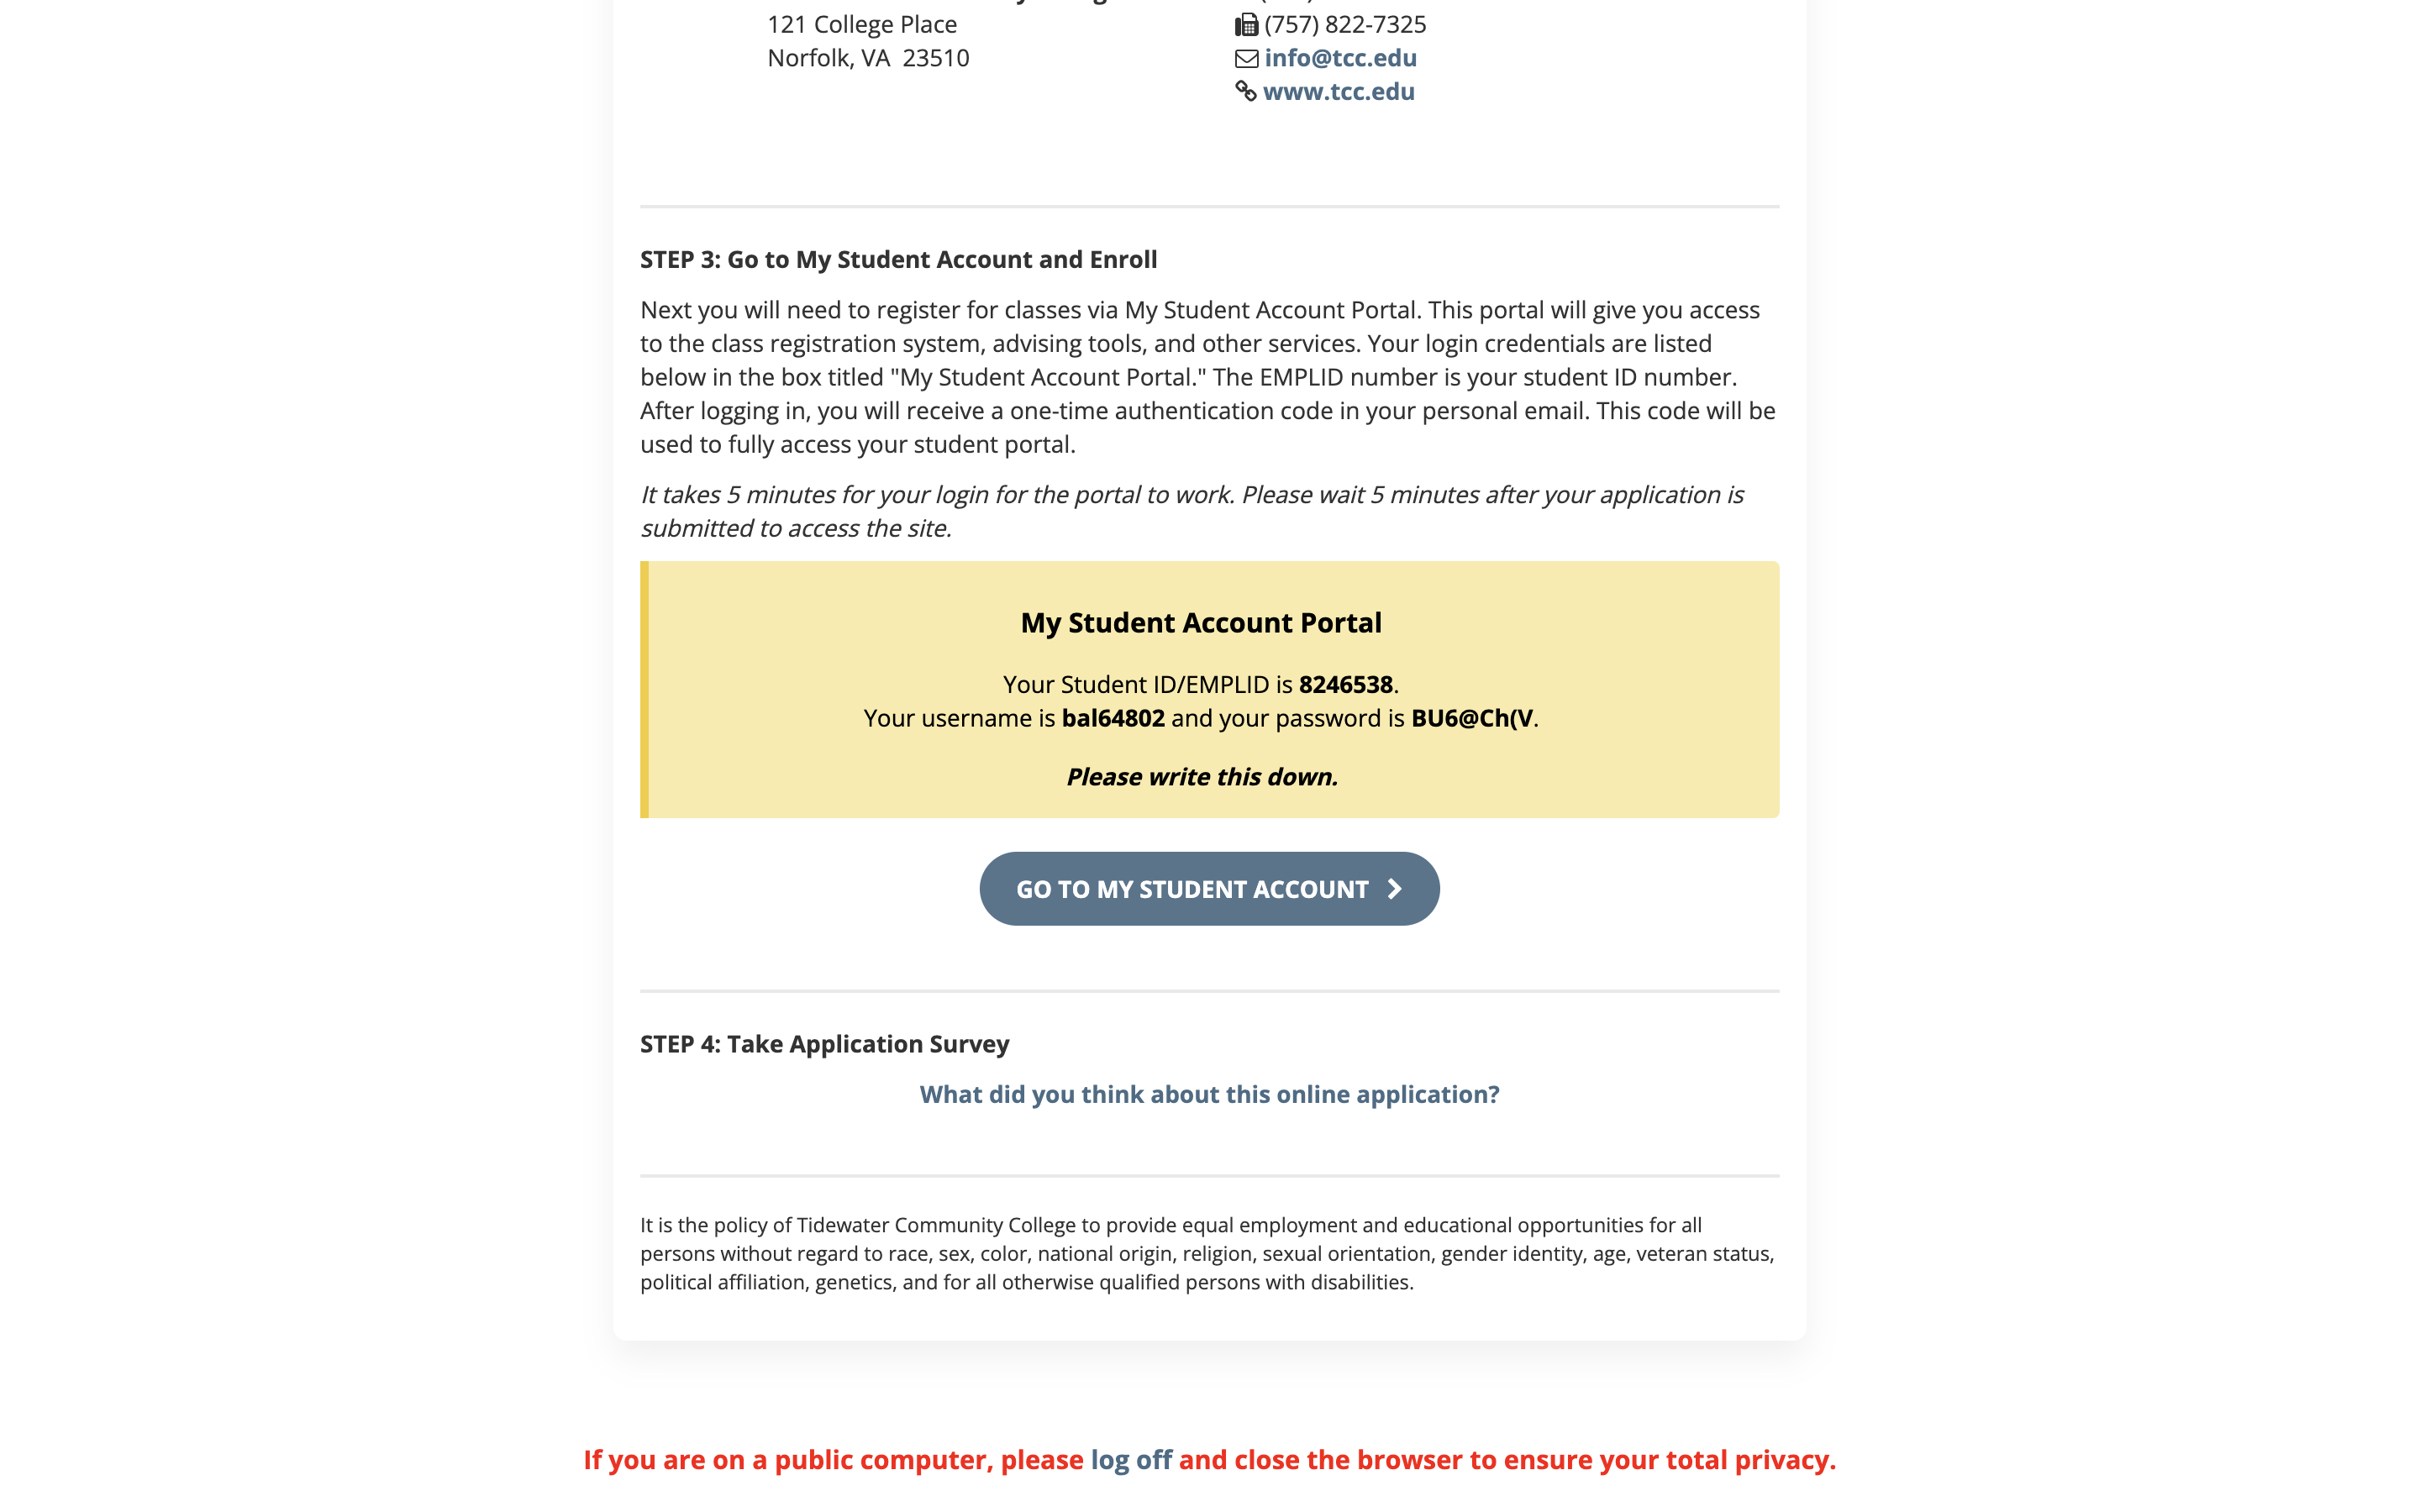 121 College Place
(757) 822-7325
Norfolk, VA 23510
info@tcc.edu
www.tcc.edu
STEP 3: Go to My Student Account and Enroll
Next you will need to register for classes via My Student Account Portal. This portal will give you access
to the class registration system, advising tools, and other services. Your login credentials are listed
below in the box titled "My Student Account Portal." The EMPLID number is your student ID number.
After logging in, you will receive a one-time authentication code in your personal email. This code will be
used to fully access your student portal.
It takes 5 minutes for your login for the portal to work. Please wait 5 minutes after your application is
submitted to access the site.
My Student Account Portal
Your Student ID/EMPLID is 8246538.
Your username is bal64802 and your password is BU6@Ch(V.
Please write this down.
GO TO MY STUDENT ACCOUNT
STEP 4: Take Application Survey
What did you think about this online application?
It is the policy of Tidewater Community College to provide equal employment and educational opportunities for all
persons without regard to race, sex, color, national origin, religion, sexual orientation, gender identity, age, veteran status,
political affiliation, genetics, and for all otherwise qualified persons with disabilities.
If you are on a public computer, please log off and close the browser to ensure your total privacy.